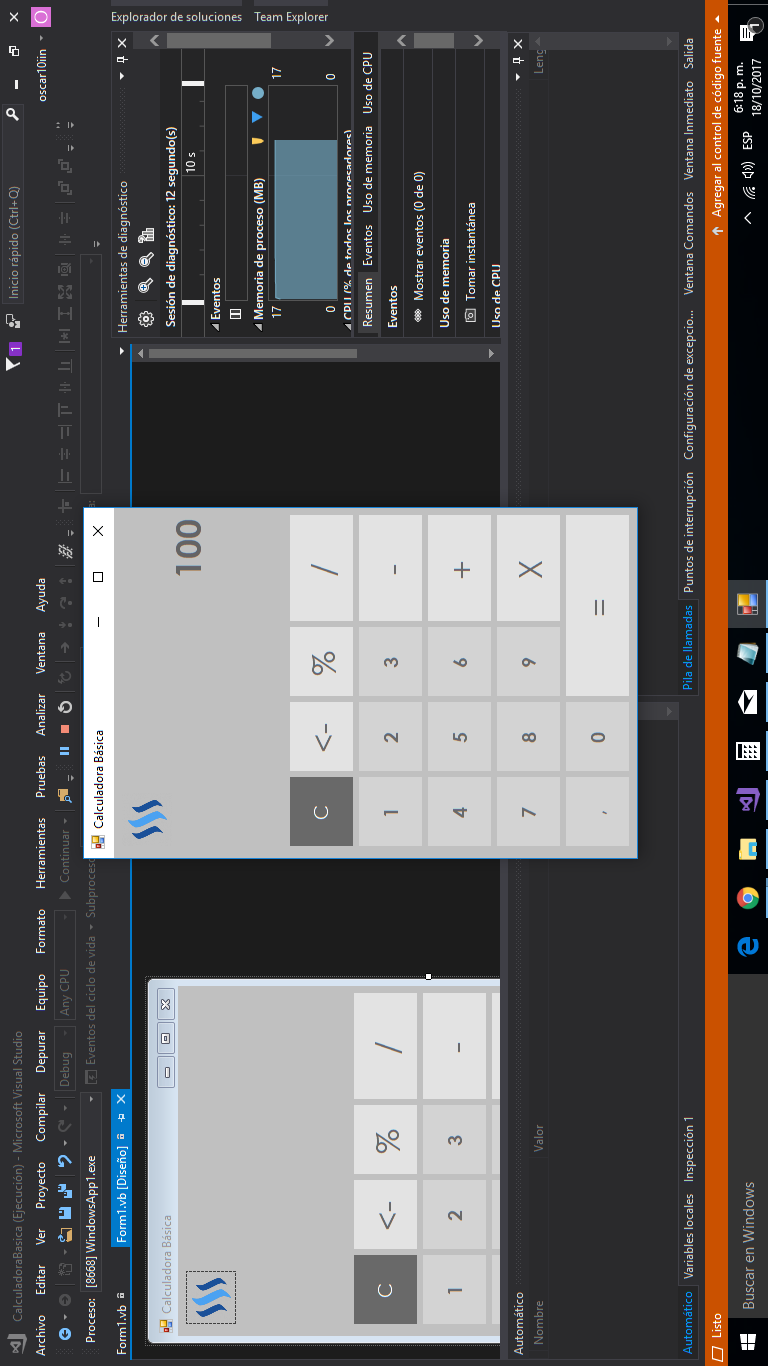 CalculadoraBasica (Ejecución) - Microsoft Visual Studio
1
Inicio rápido (Ctrl+Q)
Archivo Editar Ver Proyecto Compilar Depurar Equipo Formato Herramientas Pruebas Analizar Ventana Ayuda
oscar10iin
O
Debug Any CPU Continuar
Proceso: [8668] WindowsApp1.exe Eventos del ciclo de vida Subproceso
Form1.vb Form1.vb [Diseño]
Calculadora Básica
C <- % /
1 2 3 -
Calculadora Básica
100
C <- % /
1 2 3 -
4 5 6 +
7 8 9 X
, 0 =
Herramientas de diagnóstico
Sesión de diagnóstico: 12 segundo(s)
10 s
Eventos
Memoria de proceso (MB)
17 17
0 0
CPU (% de todos los procesadores)
Resumen Eventos Uso de memoria Uso de CPU
Eventos
Mostrar eventos (0 de 0)
Uso de memoria
Tomar instantánea
Uso de CPU
Explorador de soluciones Team Explorer
Automático
Nombre Valor
Leng
Automático Variables locales Inspección 1
Pila de llamadas Puntos de interrupción Configuración de excepcio... Ventana Comandos Ventana Inmediato Salida
Listo
Agregar al control de código fuente
Buscar en Windows
ESP
6:18 p. m.
18/10/2017
1